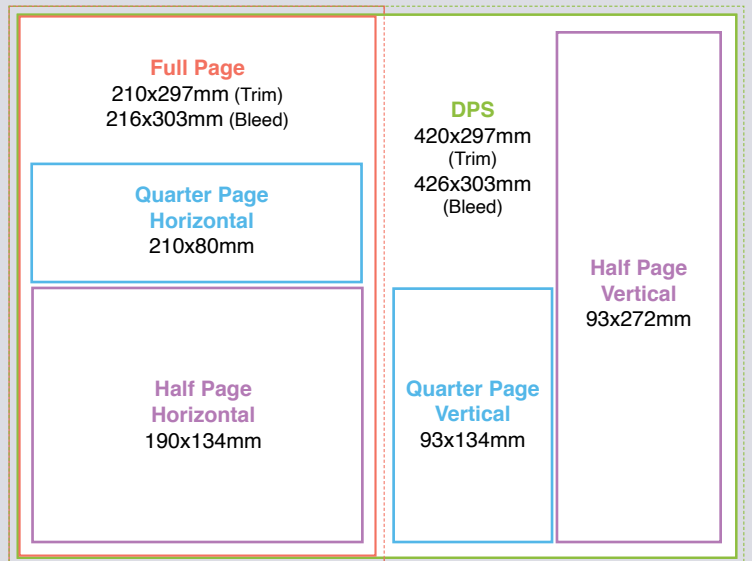 Full Page
210x297mm (Trim)
216x303mm (Bleed)
Quarter Page
Horizontal
210x80mm
Half Page
Horizontal
190x134mm
DPS
420x297mm
(Trim)
426x303mm
(Bleed)
Quarter Page
Vertical
93x134mm
Half Page
Vertical
93x272mm